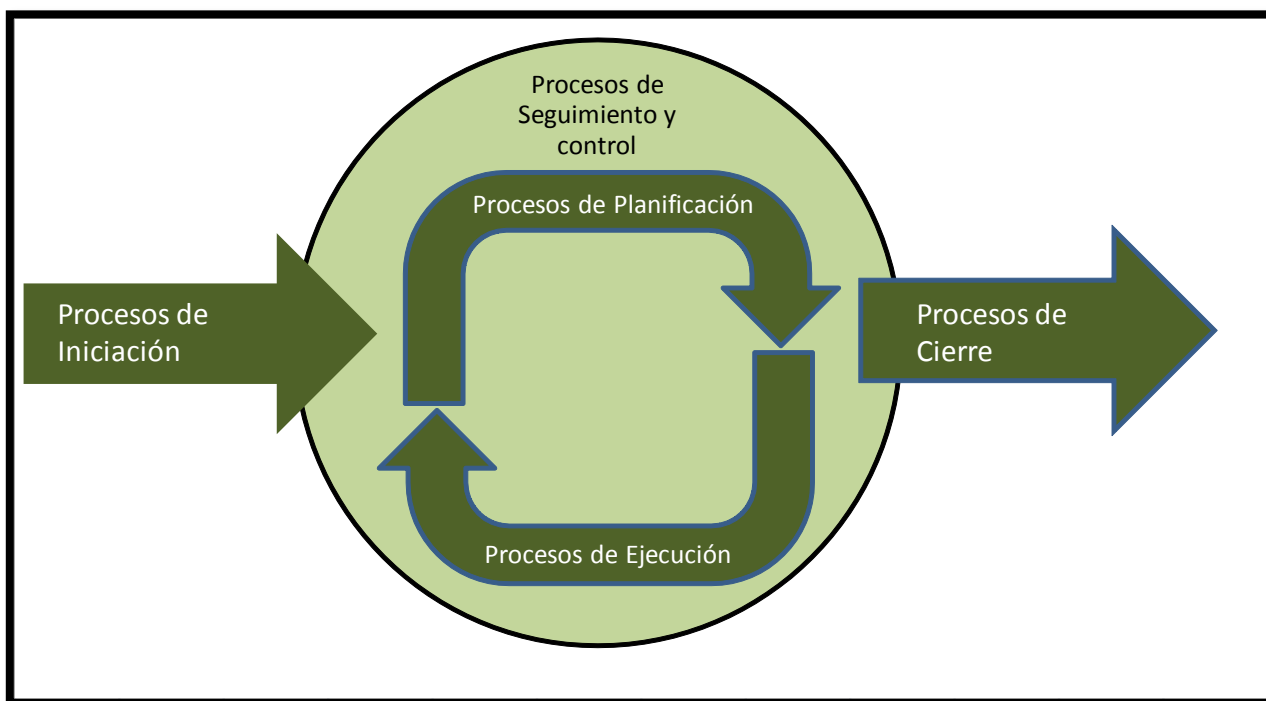 Procesos de
Seguimiento y
control
Procesos de Planificación
Procesos de
Iniciación
Procesos de
Cierre
Procesos de Ejecución